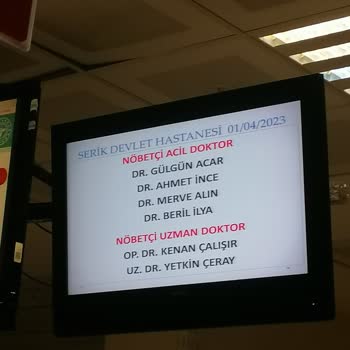 SERİK DEVLET HASTANESİ 01/04/2023
NÖBETÇİ ACİL DOKTOR
DR. GÜLGÜN ACAR
DR. AHMET İNCE
DR. MERVE ALIN
DR. BERİL İLYA
NÖBETÇİ UZMAN DOKTOR
OP. DR. KENAN ÇALIŞIR
UZ. DR. YETKİN ÇERAY